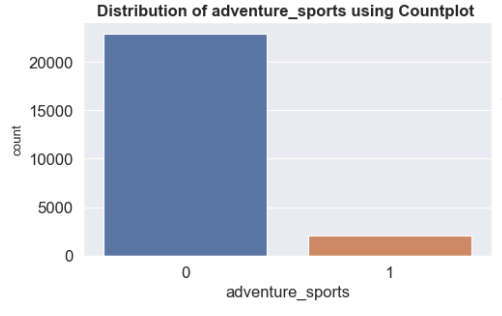 Distribution of adventure_sports using Countplot
20000
15000
10000
5000
0
count
0 1
adventure_sports